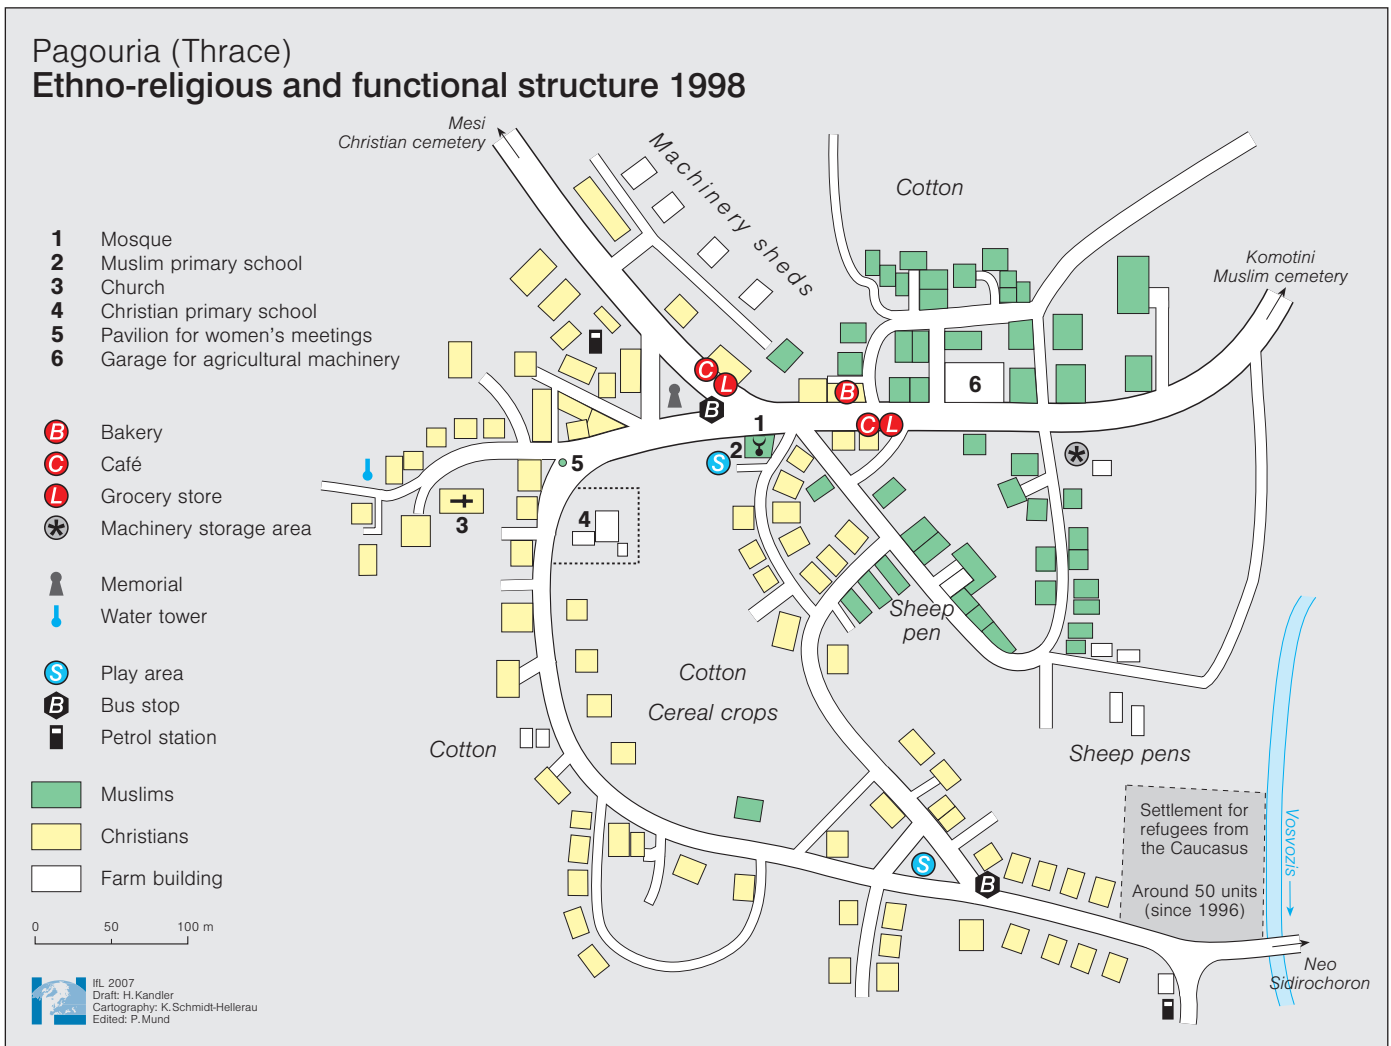 Pagouria (Thrace)
Ethno-religious and functional structure 1998
Mesi
Christian cemetery
Machinery sheds
Cotton
Komotini
Muslim cemetery
1 Mosque
2 Muslim primary school
3 Church
4 Christian primary school
5 Pavilion for women's meetings
6 Garage for agricultural machinery
B Bakery
C Café
L Grocery store
Machinery storage area
Memorial
Water tower
S Play area
B Bus stop
Petrol station
Muslims
Christians
Farm building
0 50 100 m
IfL 2007
Draft: H.Kandler
Cartography: K.Schmidt-Hellerau
Edited: P.Mund
C
L
B
B
6
C
L
1
2
S
5
3
4
Sheep
pen
Cotton
Cereal crops
Cotton
Sheep pens
Settlement for
refugees from
the Caucasus
Around 50 units
(since 1996)
Vosvozis
S
B
Neo
Sidirochoron